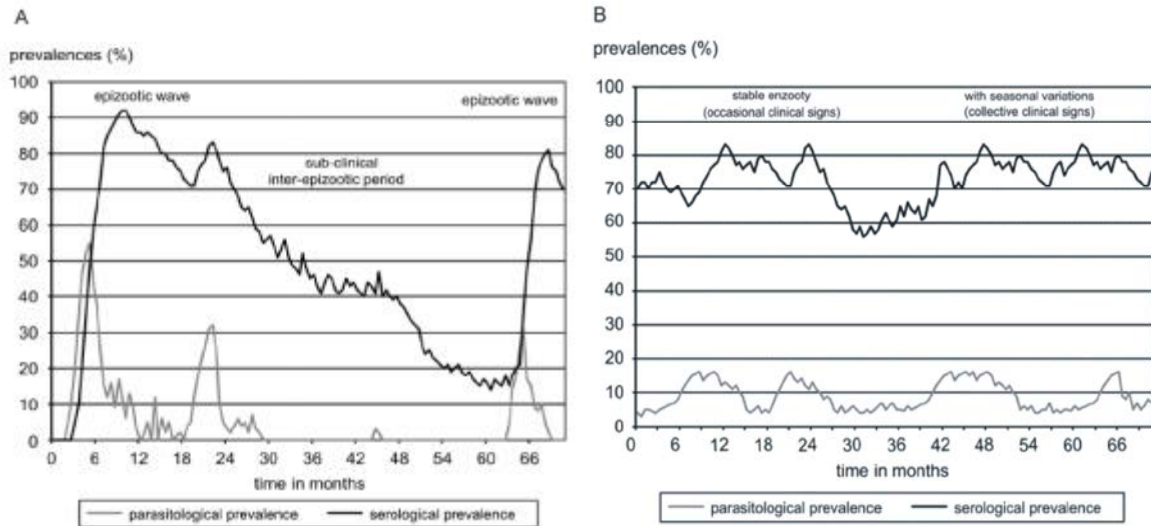 A
prevalences (%)
100
90
80
70
60
50
40
30
20
10
0
epizootic wave
sub-clinical
inter-epizootic period
epizootic wave
0 6 12 18 24 30 36 42 48 54 60 66
time in months
parasitological prevalence serological prevalence
B
prevalences (%)
100
90
80
70
60
50
40
30
20
10
0
stable enzooty
(occasional clinical signs)
with seasonal variations
(collective clinical signs)
0 6 12 18 24 30 36 42 48 54 60 66
time in months
parasitological prevalence serological prevalence